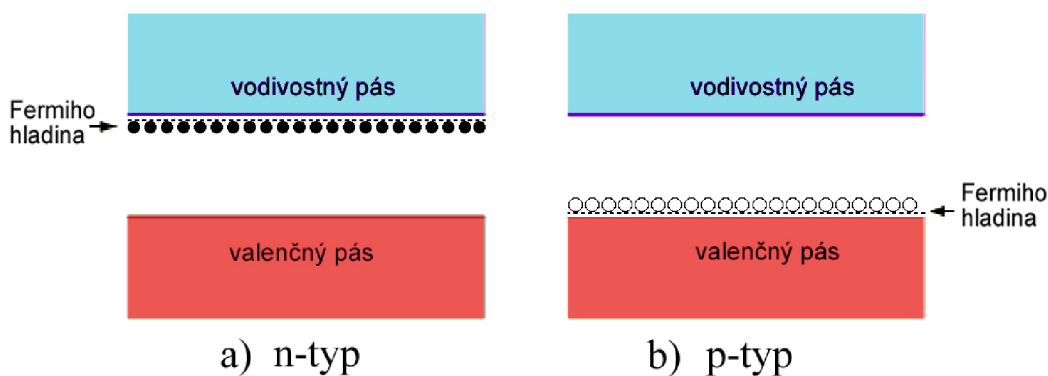 vodivostný pás
Fermiho
hladina
valenčný pás
a) n-typ
vodivostný pás
Fermiho
hladina
valenčný pás
b) p-typ